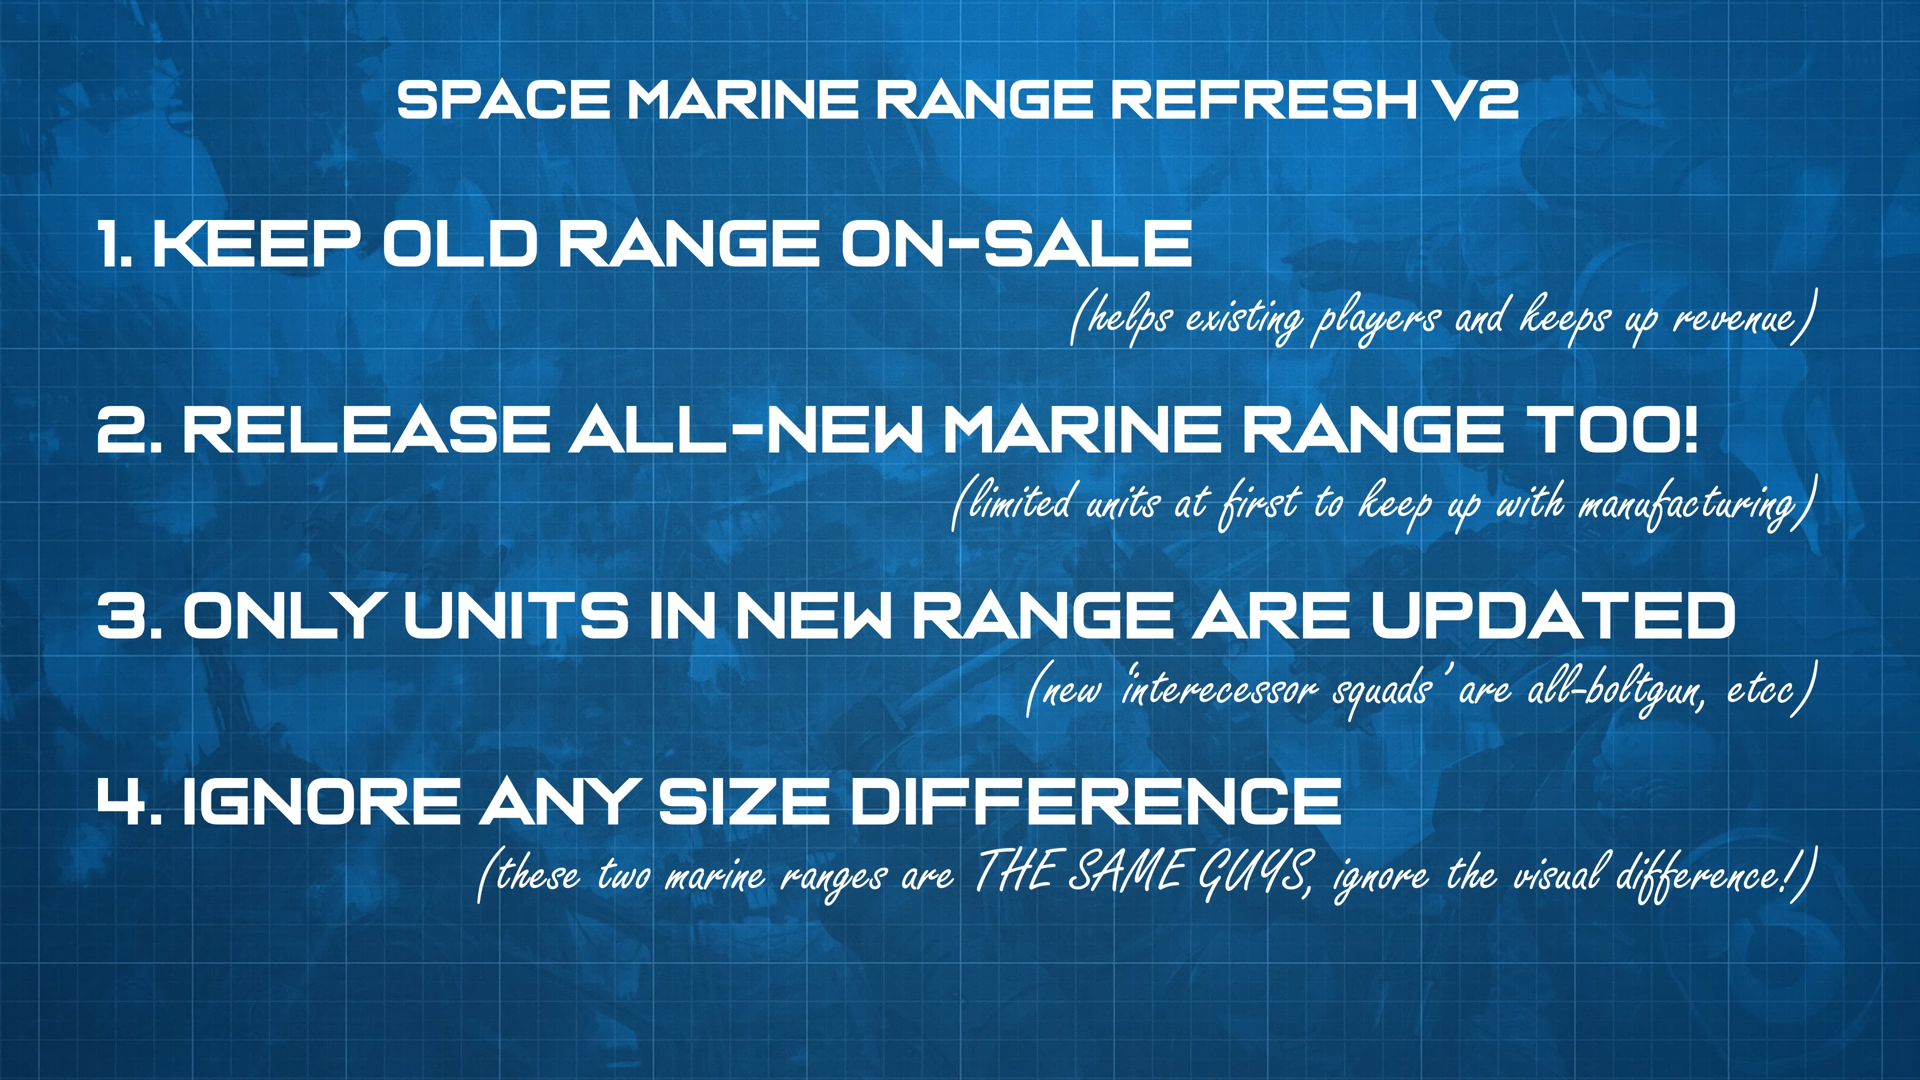 SPACE MARINE RANGE REFRESH V2
1. KEEP OLD RANGE ON-SALE
(helps existing players and keeps up revenue)
2. RELEASE ALL-NEW MARINE RANGE TOO!
(limited units at first to keep up with manufacturing)
3. ONLY UNITS IN NEW RANGE ARE UPDATED
(new ‘interecessor squads’ are all-boltgun, etcc)
4. IGNORE ANY SIZE DIFFERENCE
(these two marine ranges are THE SAME GUYS, ignore the visual difference!)